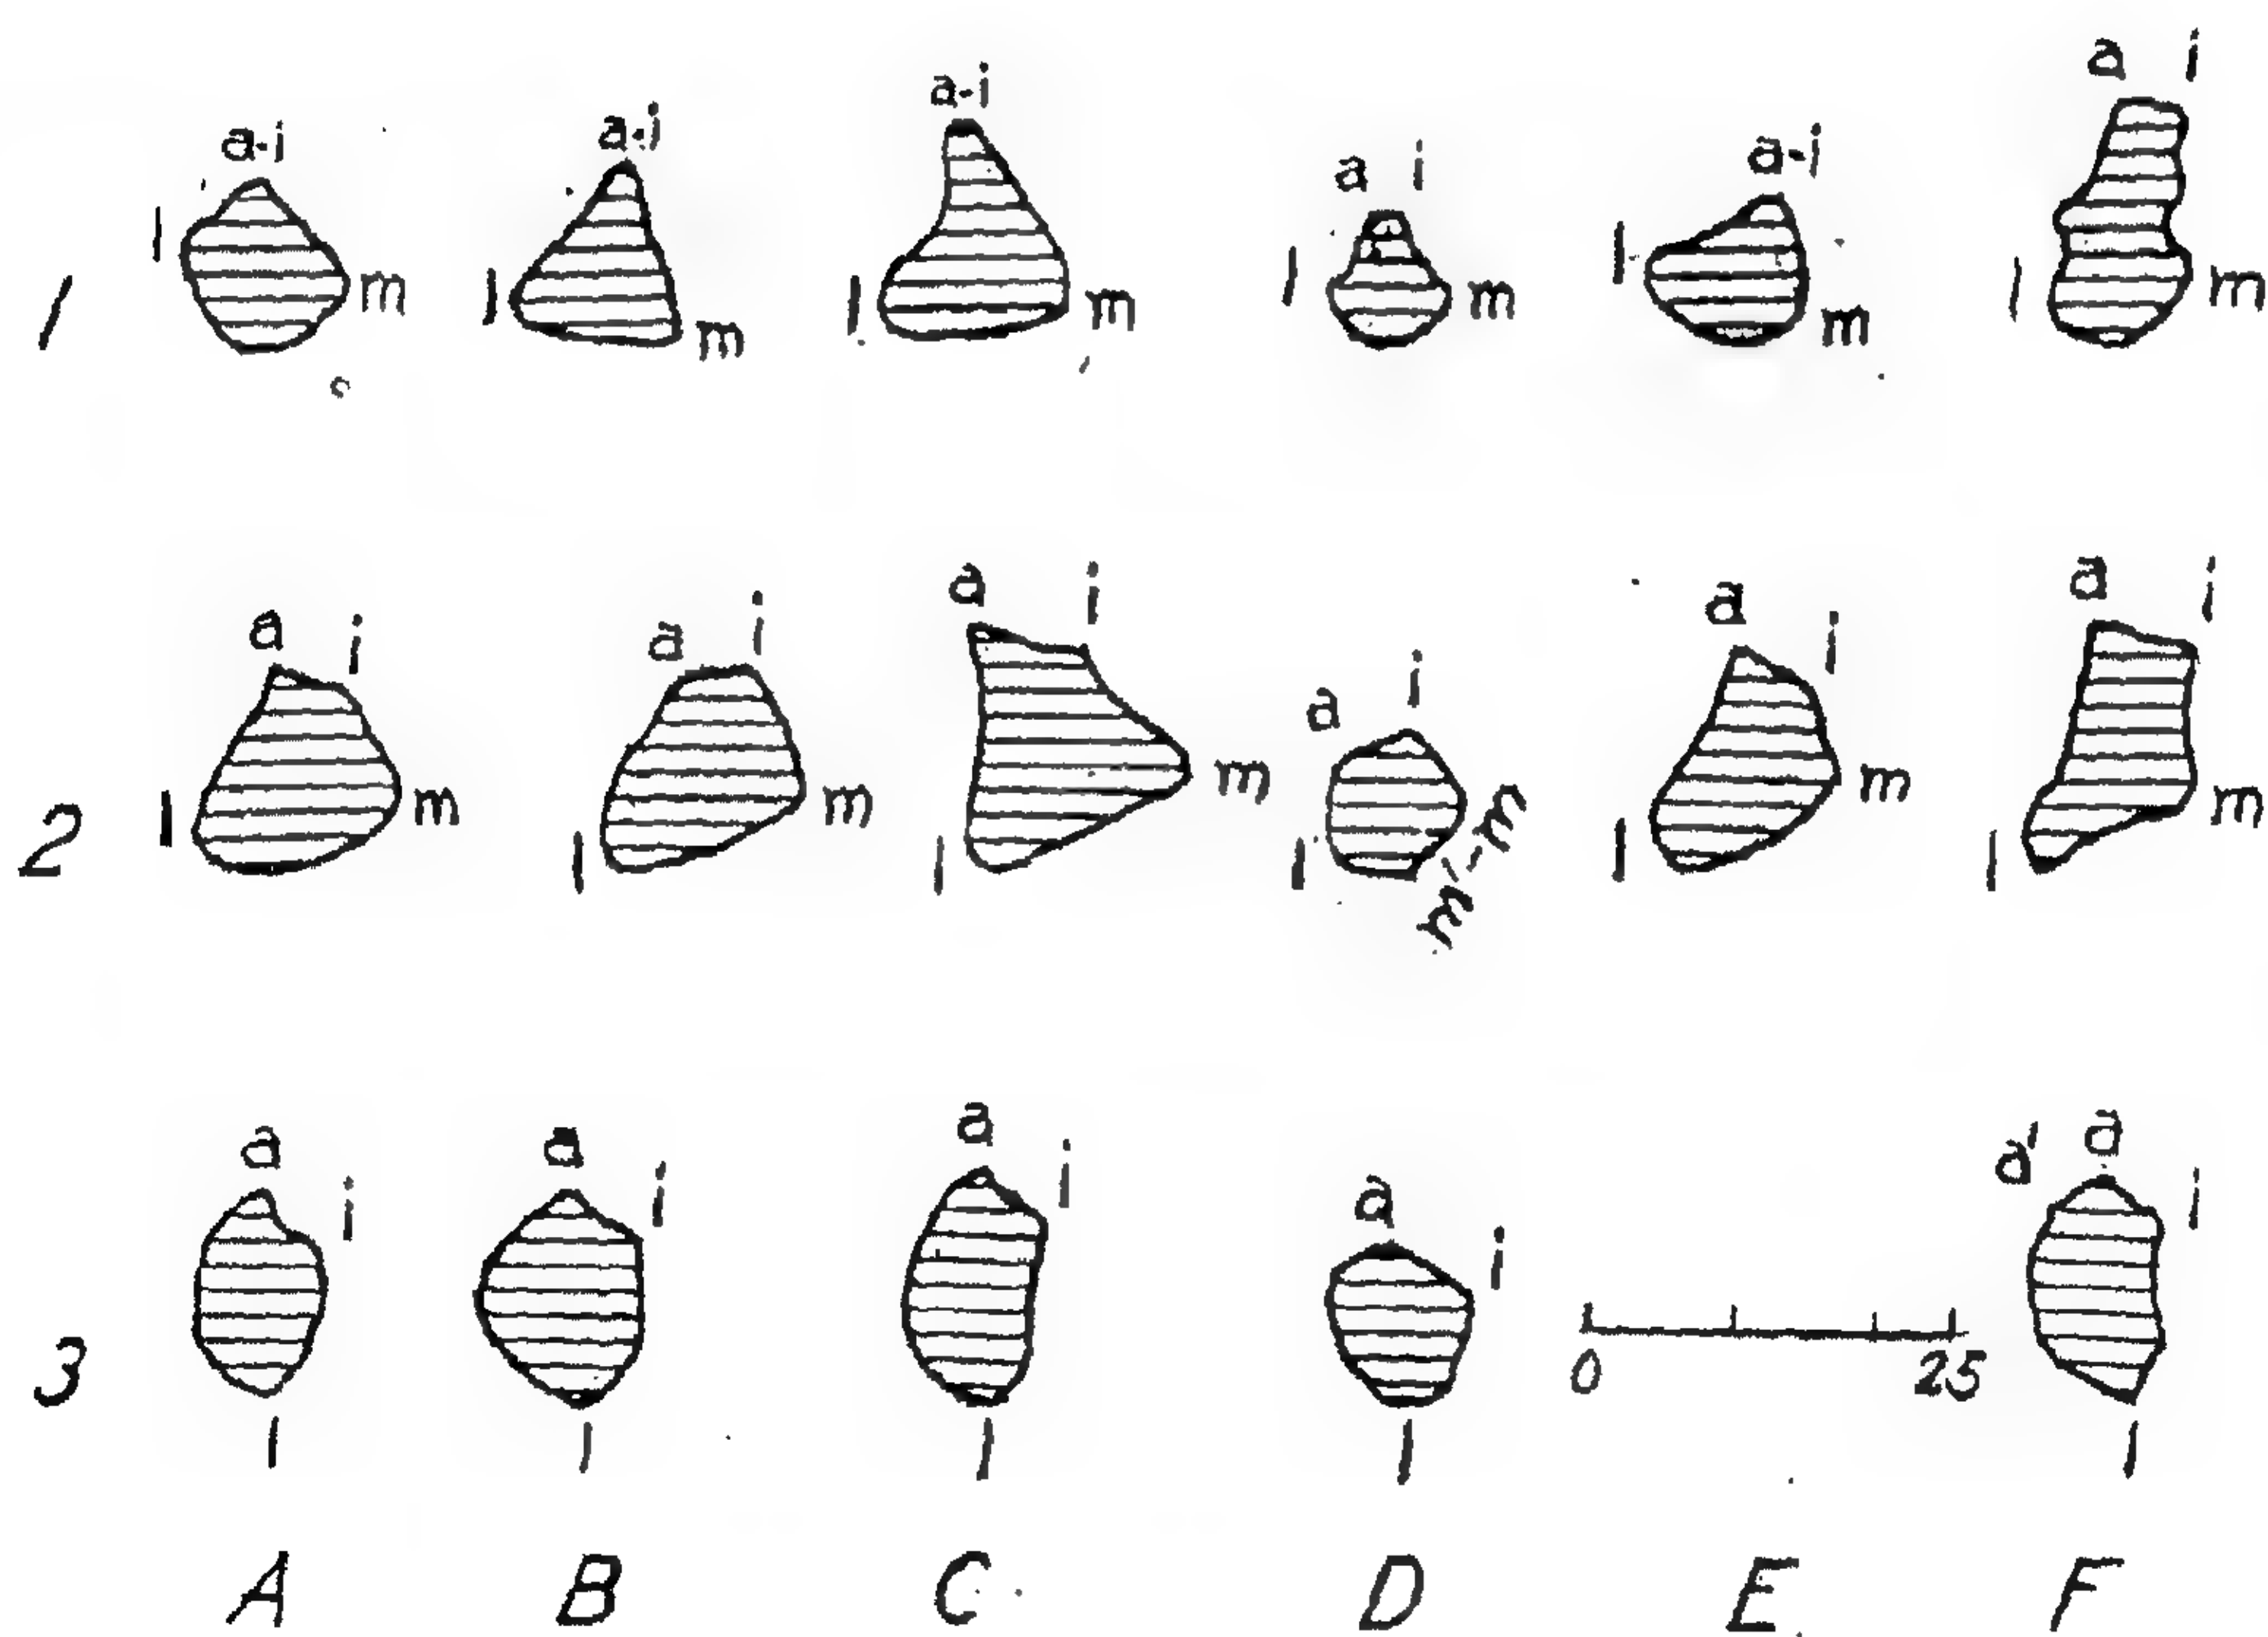 a-i a-i a-i a i a-i a i
1 l m l m l m l m l m l m
a i a i a i a i a i a i
2 l m l m l m l m-m l m l m
a i a i a i a i a' a i
3 0 25
l l l l l
A B C D E F